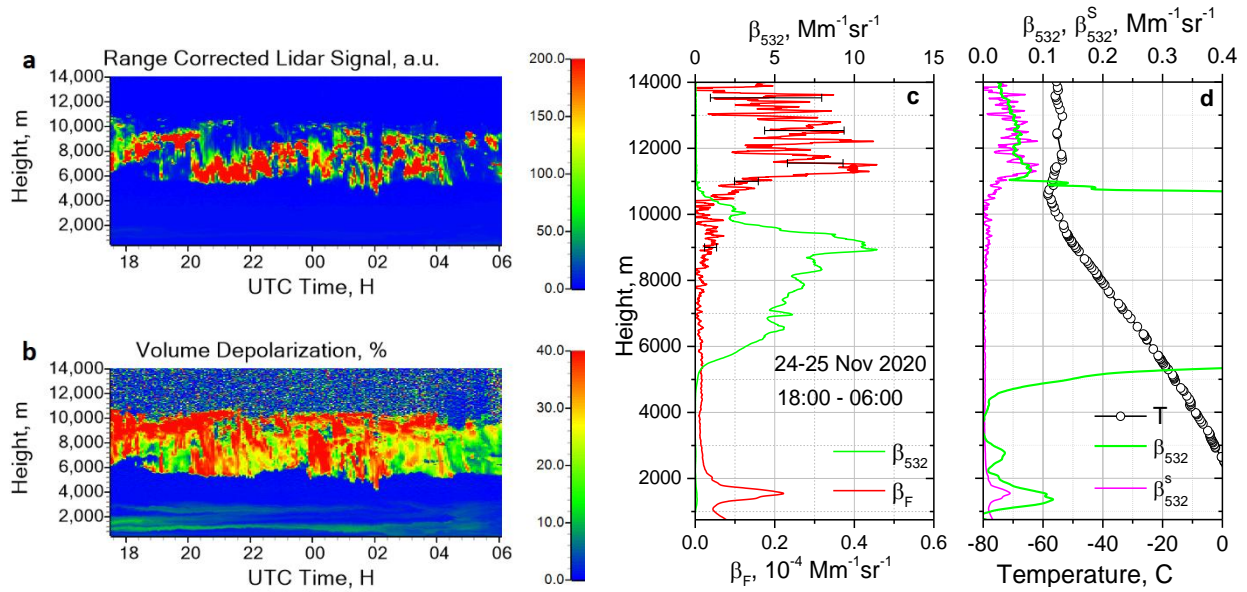 a
Range Corrected Lidar Signal, a.u.
14,000
12,000
10,000
8,000
6,000
4,000
2,000
Height, m
18 20 22 00 02 04 06
UTC Time, H
200.0
150.0
100.0
50.0
0.0
b
Volume Depolarization, %
14,000
12,000
10,000
8,000
6,000
4,000
2,000
Height, m
18 20 22 00 02 04 06
UTC Time, H
40.0
30.0
20.0
10.0
0.0
β532, Mm-1sr-1
0 5 10 15
c
14000
12000
10000
8000
6000
4000
2000
Height, m
24-25 Nov 2020
18:00 - 06:00
β532
βF
0.0 0.2 0.4 0.6
βF, 10-4 Mm-1sr-1
β532, βS532, Mm-1sr-1
0.0 0.1 0.2 0.3 0.4
d
T
β532
βS532
-80 -60 -40 -20 0
Temperature, C